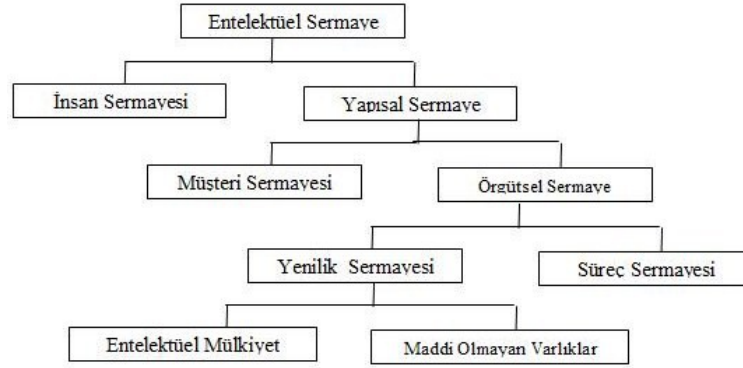 Entelektüel Sermaye
İnsan Sermayesi
Yapısal Sermaye
Müşteri Sermayesi
Örgütsel Sermaye
Yenilik Sermayesi
Süreç Sermayesi
Entelektüel Mülkiyet
Maddi Olmayan Varlıklar